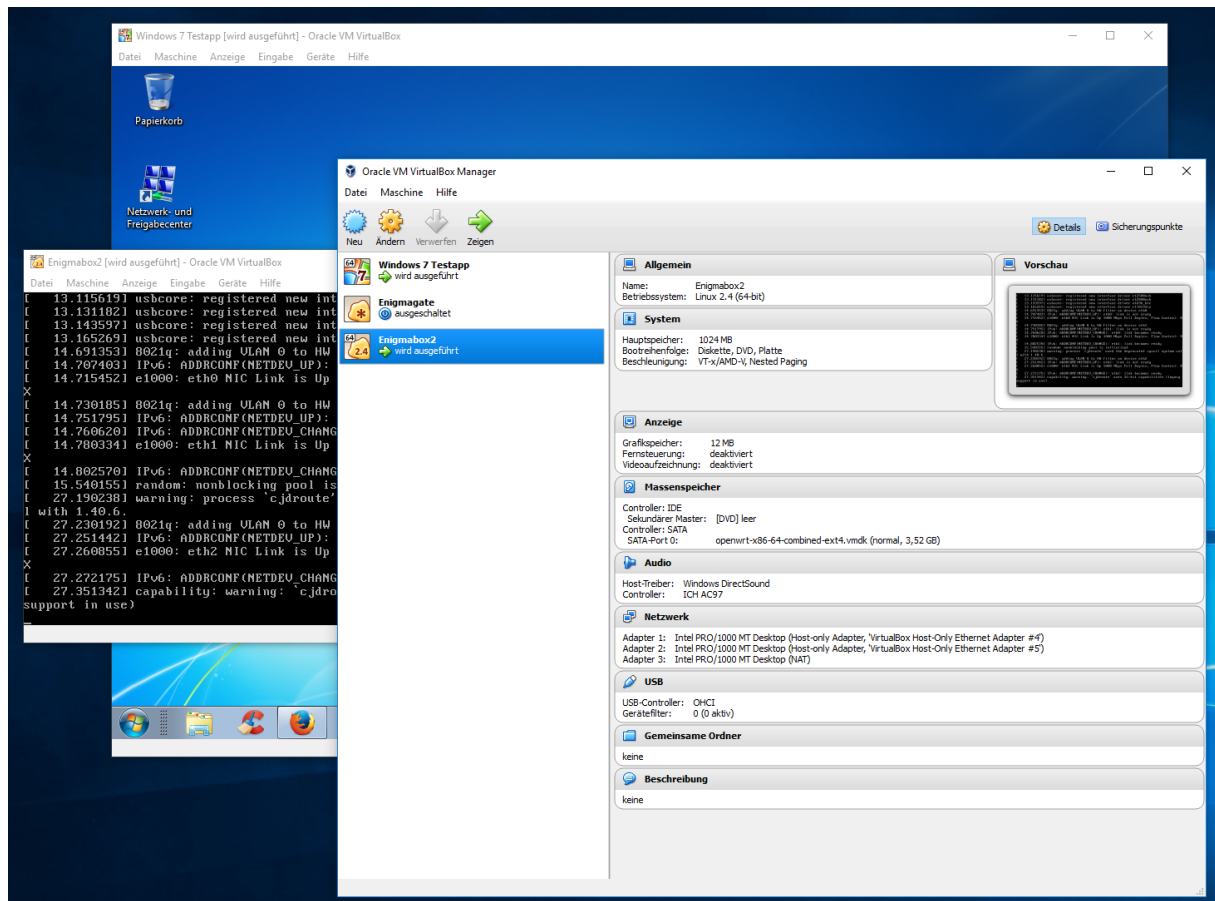 Windows 7 Testapp [wird ausgeführt] - Oracle VM VirtualBox
Datei Maschine Anzeige Eingabe Geräte Hilfe
Papierkorb
Netzwerk- und
Freigabecenter
Enigmabox2 [wird ausgeführt] - Oracle VM VirtualBox
Datei Maschine Anzeige Eingabe Geräte Hilfe
[ 13.115619] usbcore: registered new int
[ 13.131182] usbcore: registered new int
[ 13.143597] usbcore: registered new int
[ 13.165269] usbcore: registered new int
[ 14.691353] 8021q: adding VLAN 0 to HW
[ 14.707403] IPv6: ADDRCONF(NETDEV_UP):
[ 14.715452] e1000: eth0 NIC Link is Up
X
[ 14.730185] 8021q: adding VLAN 0 to HW
[ 14.751795] IPv6: ADDRCONF(NETDEV_UP):
[ 14.760620] IPv6: ADDRCONF(NETDEV_CHANG
[ 14.780334] e1000: eth1 NIC Link is Up
X
[ 14.802570] IPv6: ADDRCONF(NETDEV_CHANG
[ 15.540155] random: nonblocking pool is
[ 27.190238] warning: process `cjdroute'
l with 1.40.6.
[ 27.230192] 8021q: adding VLAN 0 to HW
[ 27.251442] IPv6: ADDRCONF(NETDEV_UP):
[ 27.260855] e1000: eth2 NIC Link is Up
X
[ 27.272175] IPv6: ADDRCONF(NETDEV_CHANG
[ 27.351342] capability: warning: `cjdro
support in use)
Oracle VM VirtualBox Manager
Datei Maschine Hilfe
Neu Ändern Verwerfen Zeigen
Details Sicherungspunkte
64 7 Windows 7 Testapp
wird ausgeführt
Enigmagate
ausgeschaltet
64 2.4 Enigmabox2
wird ausgeführt
Allgemein
Name: Enigmabox2
Betriebssystem: Linux 2.4 (64-bit)
System
Hauptspeicher: 1024 MB
Bootreihenfolge: Diskette, DVD, Platte
Beschleunigung: VT-x/AMD-V, Nested Paging
Vorschau
Anzeige
Grafikspeicher: 12 MB
Fernsteuerung: deaktiviert
Videoaufzeichnung: deaktiviert
Massenspeicher
Controller: IDE
Sekundärer Master: [DVD] leer
Controller: SATA
SATA-Port 0: openwrt-x86-64-combined-ext4.vmdk (normal, 3,52 GB)
Audio
Host-Treiber: Windows DirectSound
Controller: ICH AC97
Netzwerk
Adapter 1: Intel PRO/1000 MT Desktop (Host-only Adapter, 'VirtualBox Host-Only Ethernet Adapter #4')
Adapter 2: Intel PRO/1000 MT Desktop (Host-only Adapter, 'VirtualBox Host-Only Ethernet Adapter #5')
Adapter 3: Intel PRO/1000 MT Desktop (NAT)
USB
USB-Controller: OHCI
Gerätefilter: 0 (0 aktiv)
Gemeinsame Ordner
keine
Beschreibung
keine